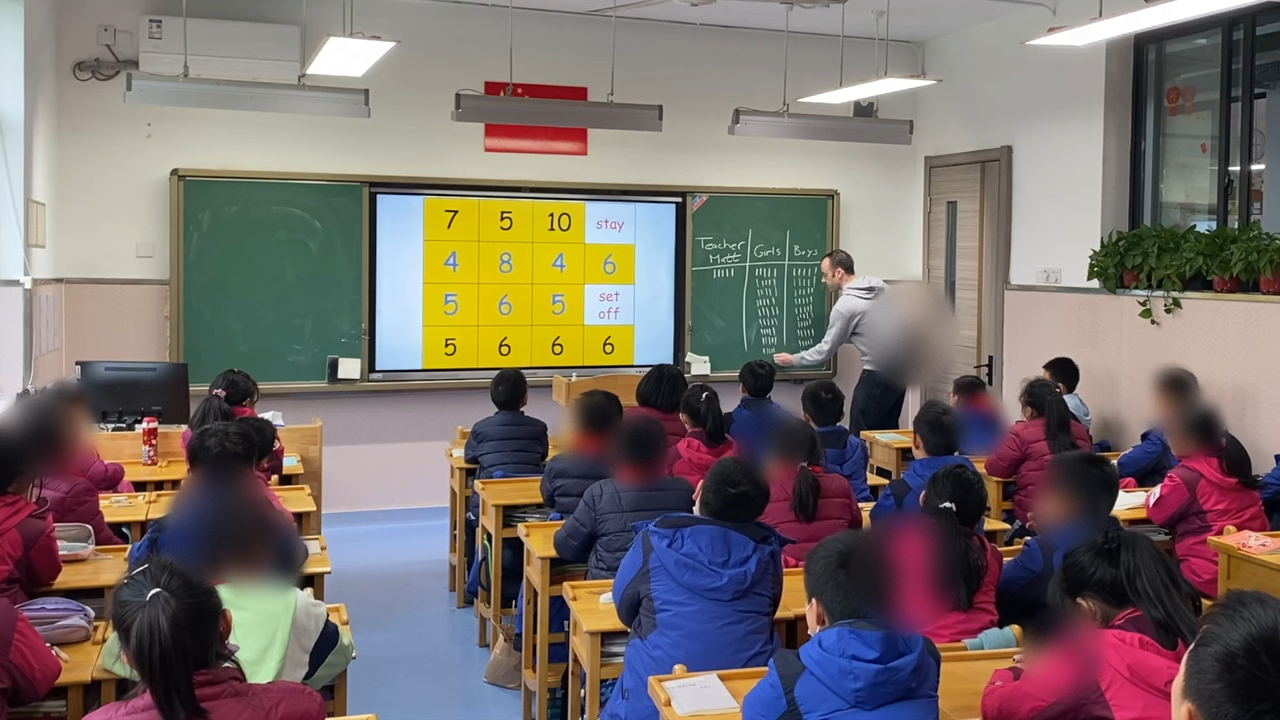 7 5 10 stay
4 8 4 6
5 6 5 set off
5 6 6 6
Teacher Matt Girls Boys